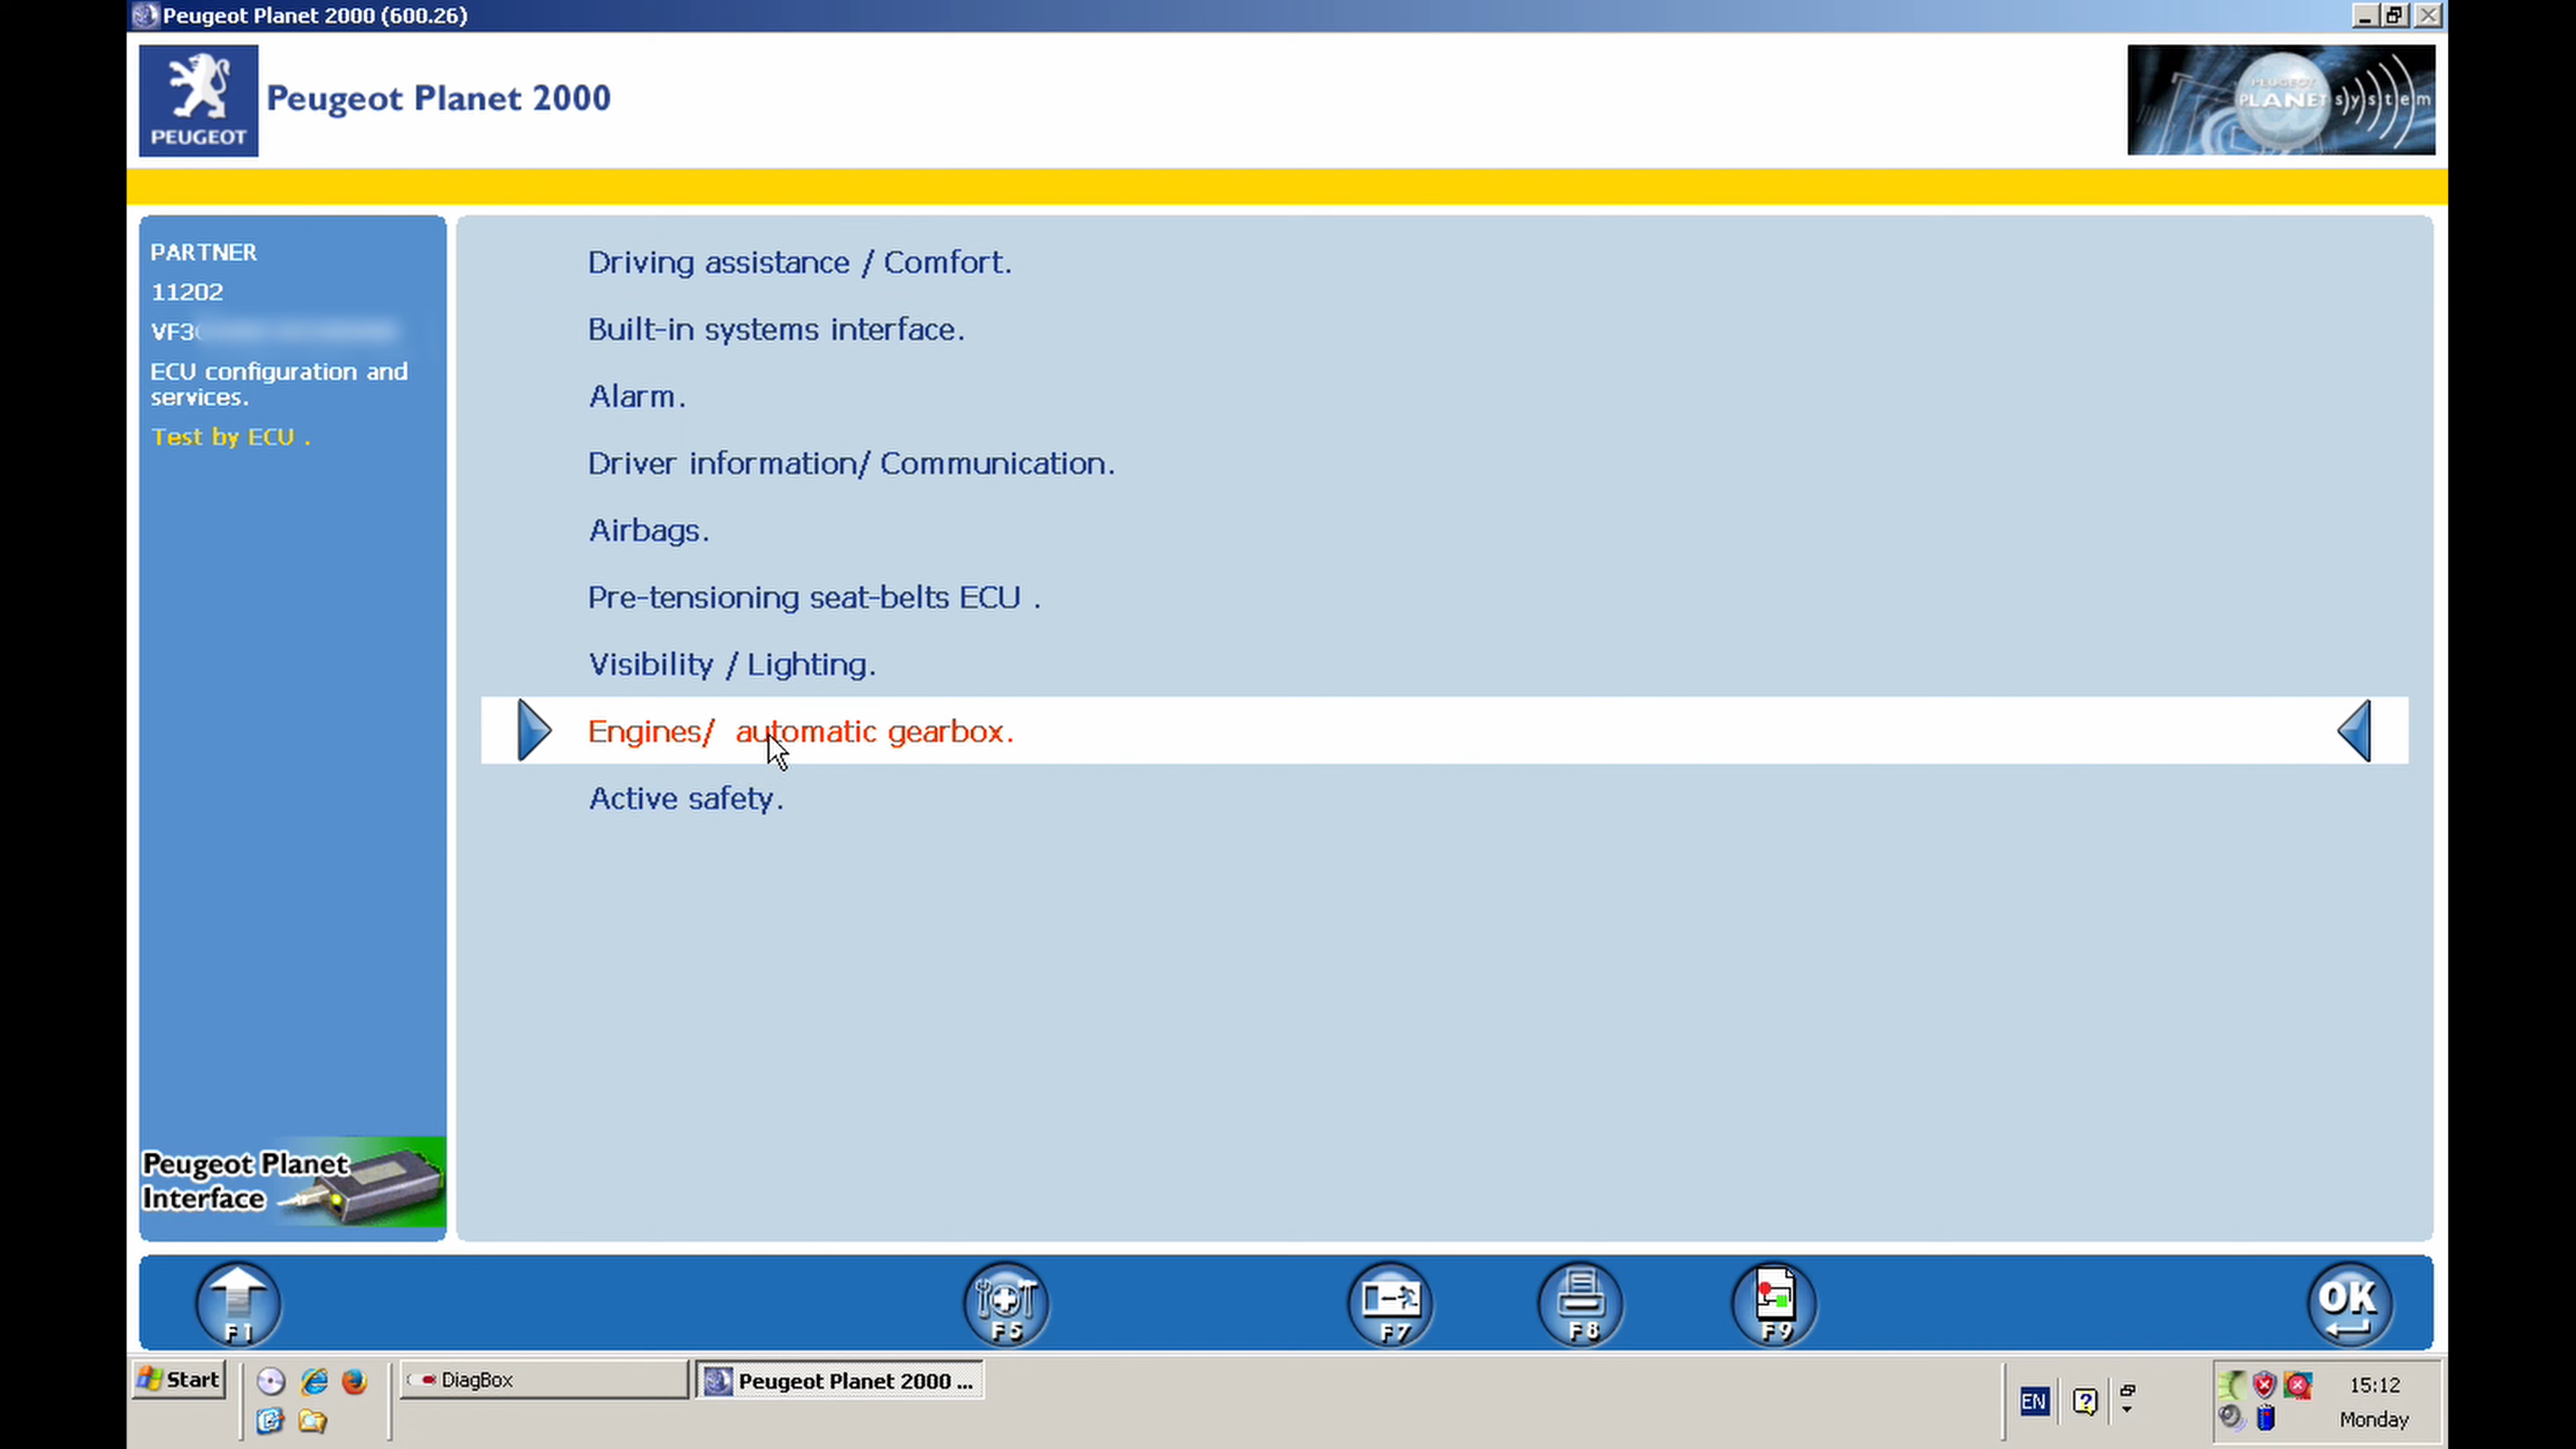 Peugeot Planet 2000 (600.26)
PEUGEOT
Peugeot Planet 2000
PEUGEOT
PLANET s)y)s)t)e)m
PARTNER
11202
VF3
ECU configuration and
services.
Test by ECU .
Driving assistance / Comfort.
Built-in systems interface.
Alarm.
Driver information/ Communication.
Airbags.
Pre-tensioning seat-belts ECU .
Visibility / Lighting.
Engines/  automatic gearbox.
Active safety.
Peugeot Planet
Interface
F1
F5
F7
F8
F9
OK
Start
DiagBox
Peugeot Planet 2000 ...
EN
?
15:12
Monday